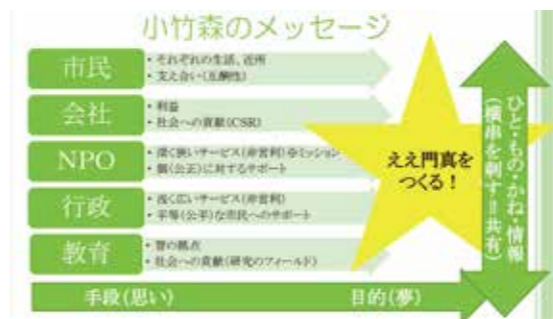 小竹森のメッセージ
市民
・それぞれの生活、近所
・支え合い(互酬性)
会社
・利益
・社会への貢献(CSR)
NPO
・深く狭いサービス(非営利)⇔ミッション
・個(公正)に対するサポート
行政
・浅く広いサービス(非営利)
・平等(公平)な市民へのサポート
教育
・智の拠点
・社会への貢献(研究のフィールド)
ええ門真を
つくる！
ひと・もの・かね・情報
(横串を刺す＝共有)
手段(思い)
目的(夢)